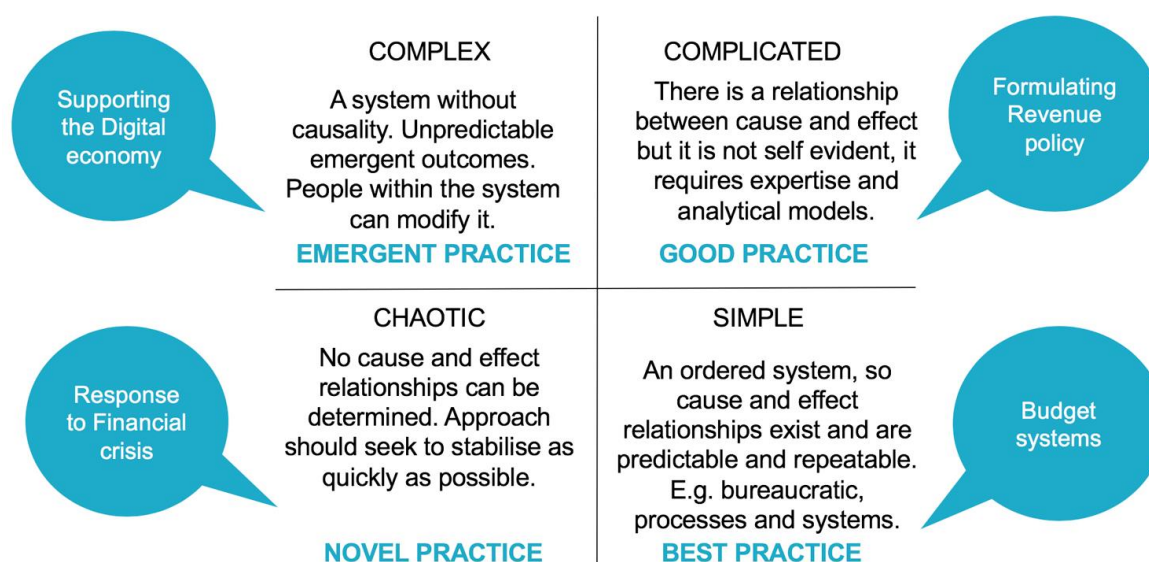 Supporting
the Digital
economy
COMPLEX
A system without
causality. Unpredictable
emergent outcomes.
People within the system
can modify it.
EMERGENT PRACTICE
COMPLICATED
There is a relationship
between cause and effect
but it is not self evident, it
requires expertise and
analytical models.
GOOD PRACTICE
Formulating
Revenue
policy
Response
to Financial
crisis
CHAOTIC
No cause and effect
relationships can be
determined. Approach
should seek to stabilise as
quickly as possible.
NOVEL PRACTICE
SIMPLE
An ordered system, so
cause and effect
relationships exist and are
predictable and repeatable.
E.g. bureaucratic,
processes and systems.
BEST PRACTICE
Budget
systems